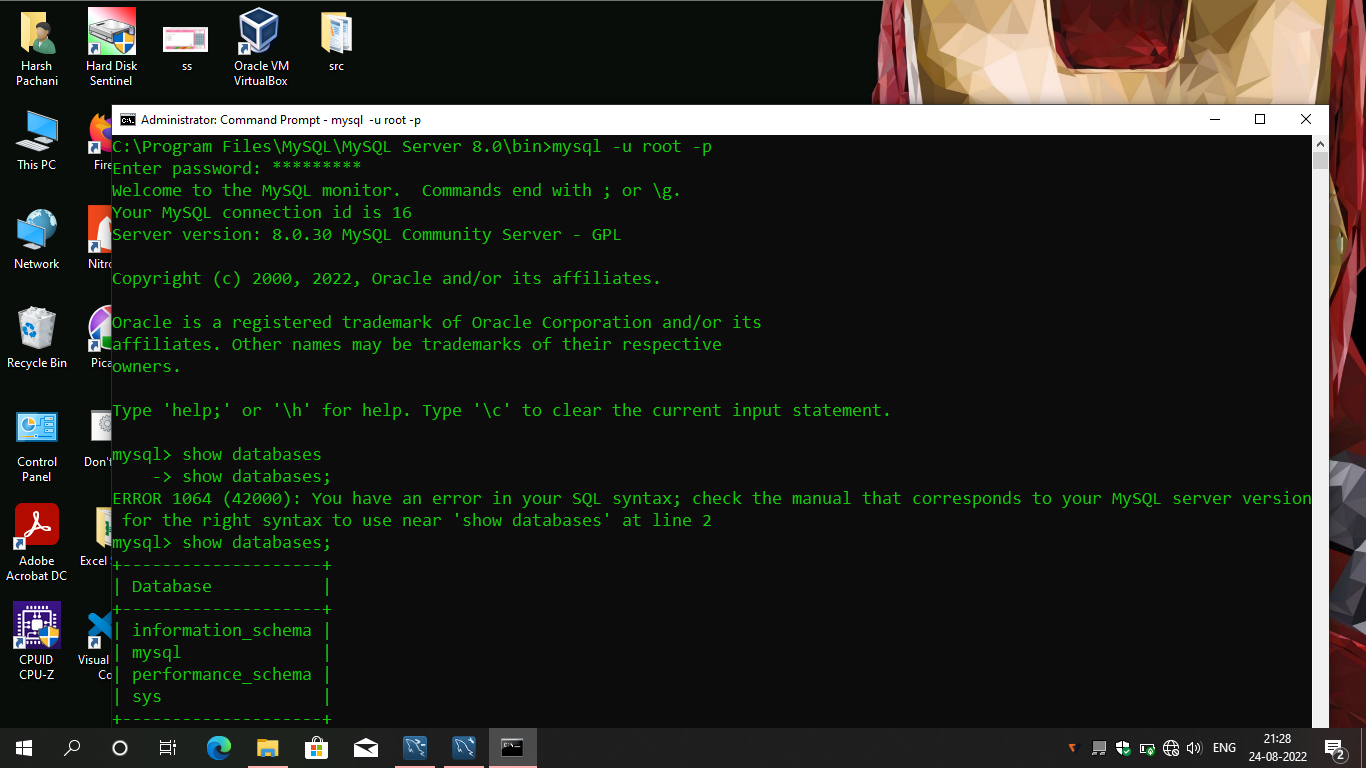 Harsh
Pachani
Hard Disk
Sentinel
ss
Oracle VM
VirtualBox
src
This PC
Network
Recycle Bin
Control
Panel
Adobe
Acrobat DC
Excel
CPUID
CPU-Z
Visual
Administrator: Command Prompt - mysql  -u root -p
C:\Program Files\MySQL\MySQL Server 8.0\bin>mysql -u root -p
Enter password: *********
Welcome to the MySQL monitor.  Commands end with ; or \g.
Your MySQL connection id is 16
Server version: 8.0.30 MySQL Community Server - GPL
Copyright (c) 2000, 2022, Oracle and/or its affiliates.
Oracle is a registered trademark of Oracle Corporation and/or its
affiliates. Other names may be trademarks of their respective
owners.
Type 'help;' or '\h' for help. Type '\c' to clear the current input statement.
mysql> show databases
    -> show databases;
ERROR 1064 (42000): You have an error in your SQL syntax; check the manual that corresponds to your MySQL server version
 for the right syntax to use near 'show databases' at line 2
mysql> show databases;
+--------------------+
| Database           |
+--------------------+
| information_schema |
| mysql              |
| performance_schema |
| sys                |
+--------------------+
ENG
21:28
24-08-2022
2